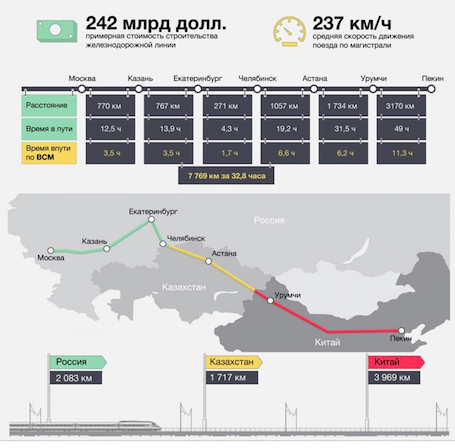 242 млрд долл.
примерная стоимость строительства
железнодорожной линии
237 км/ч
средняя скорость движения
поезда по магистрали
Москва Казань Екатеринбург Челябинск Астана Урумчи Пекин
Расстояние 770 км 767 км 271 км 1057 км 1 734 км 3170 км
Время в пути 12,5 ч 13,9 ч 4,3 ч 19,2 ч 31,5 ч 49 ч
Время впути
по ВСМ 3,5 ч 3,5 ч 1,7 ч 6,6 ч 6,2 ч 11,3 ч
7 769 км за 32,8 часа
Екатеринбург
Россия
Казань
Челябинск
Москва
Астана
Казахстан
Урумчи
Китай
Пекин
Россия
2 083 км
Казахстан
1 717 км
Китай
3 969 км